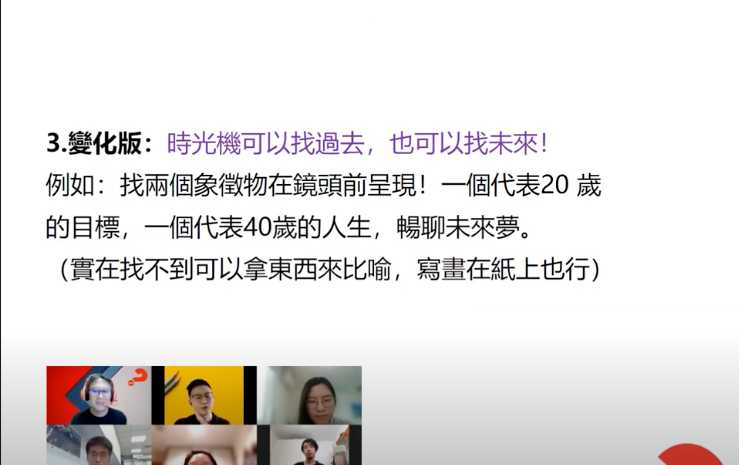 3.變化版：時光機可以找過去，也可以找未來！
例如：找兩個象徵物在鏡頭前呈現！一個代表20 歲
的目標，一個代表40歲的人生，暢聊未來夢。
（實在找不到可以拿東西來比喻，寫畫在紙上也行）